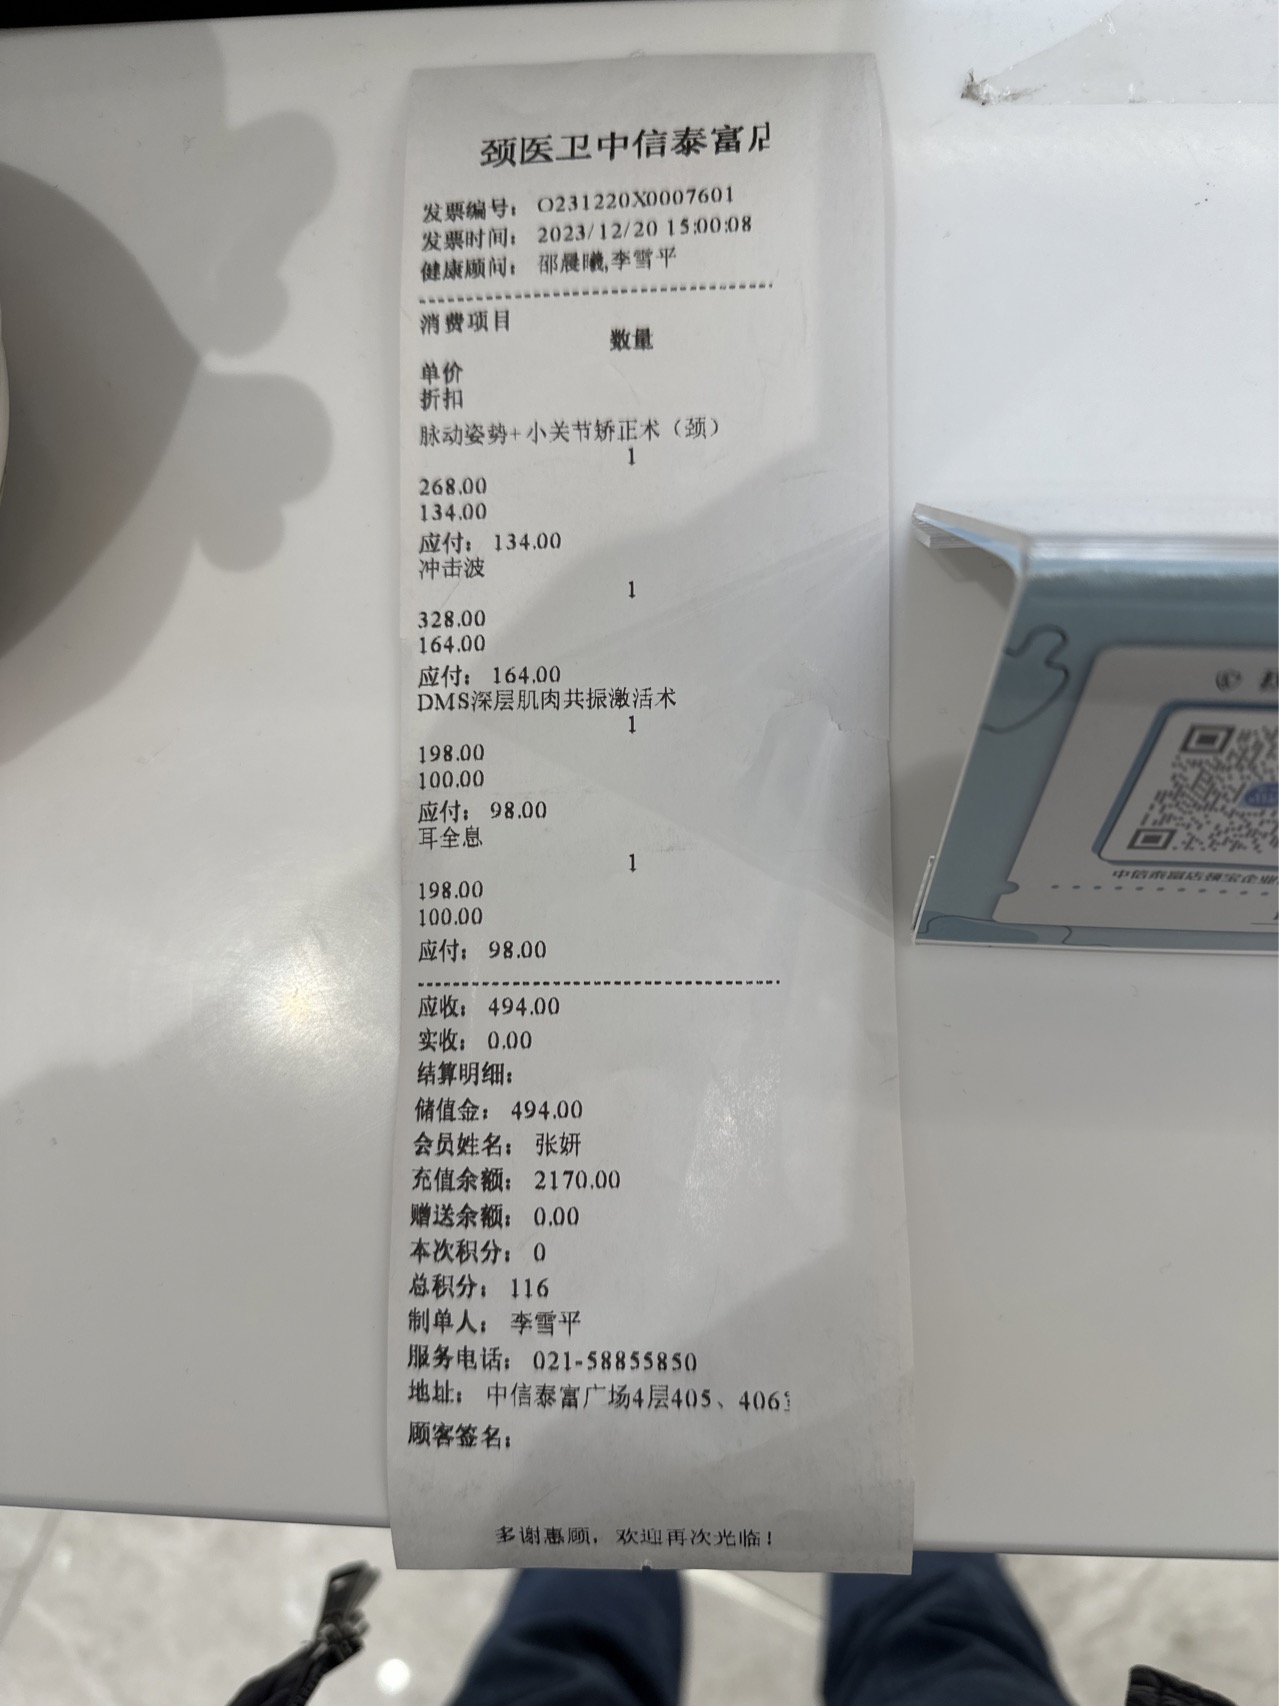 颈医卫中信泰富店
发票编号： O231220X0007601
发票时间： 2023/12/20 15:00:08
健康顾问： 邵晨曦,李雪平
消费项目
数量
单价
折扣
脉动姿势+小关节矫正术（颈）
1
268.00
134.00
应付： 134.00
冲击波
1
328.00
164.00
应付： 164.00
DMS深层肌肉共振激活术
1
198.00
100.00
应付： 98.00
耳全息
1
198.00
100.00
应付： 98.00
应收： 494.00
实收： 0.00
结算明细：
储值金： 494.00
会员姓名： 张妍
充值余额： 2170.00
赠送余额： 0.00
本次积分： 0
总积分： 116
制单人： 李雪平
服务电话： 021-58855850
地址： 中信泰富广场4层405、406
顾客签名：
多谢惠顾，欢迎再次光临！